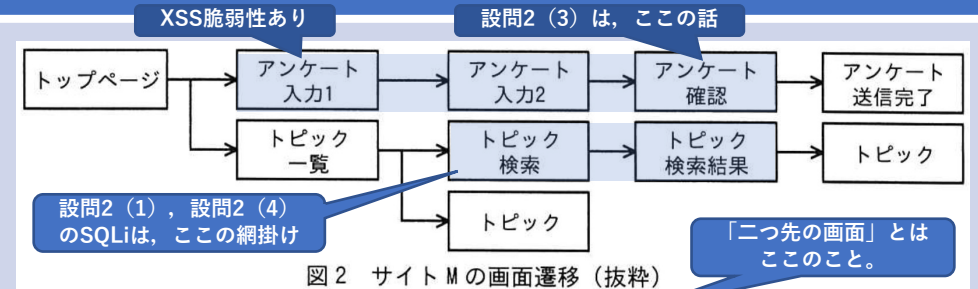 XSS脆弱性あり
設問2（3）は，ここの話
トップページ
アンケート
入力1
アンケート
入力2
アンケート
確認
アンケート
送信完了
トピック
一覧
トピック
検索
トピック
検索結果
トピック
トピック
設問2（1），設問2（4）
のSQLiは，ここの網掛け
「二つ先の画面」とは
ここのこと。
図2 サイトMの画面遷移（抜粋）